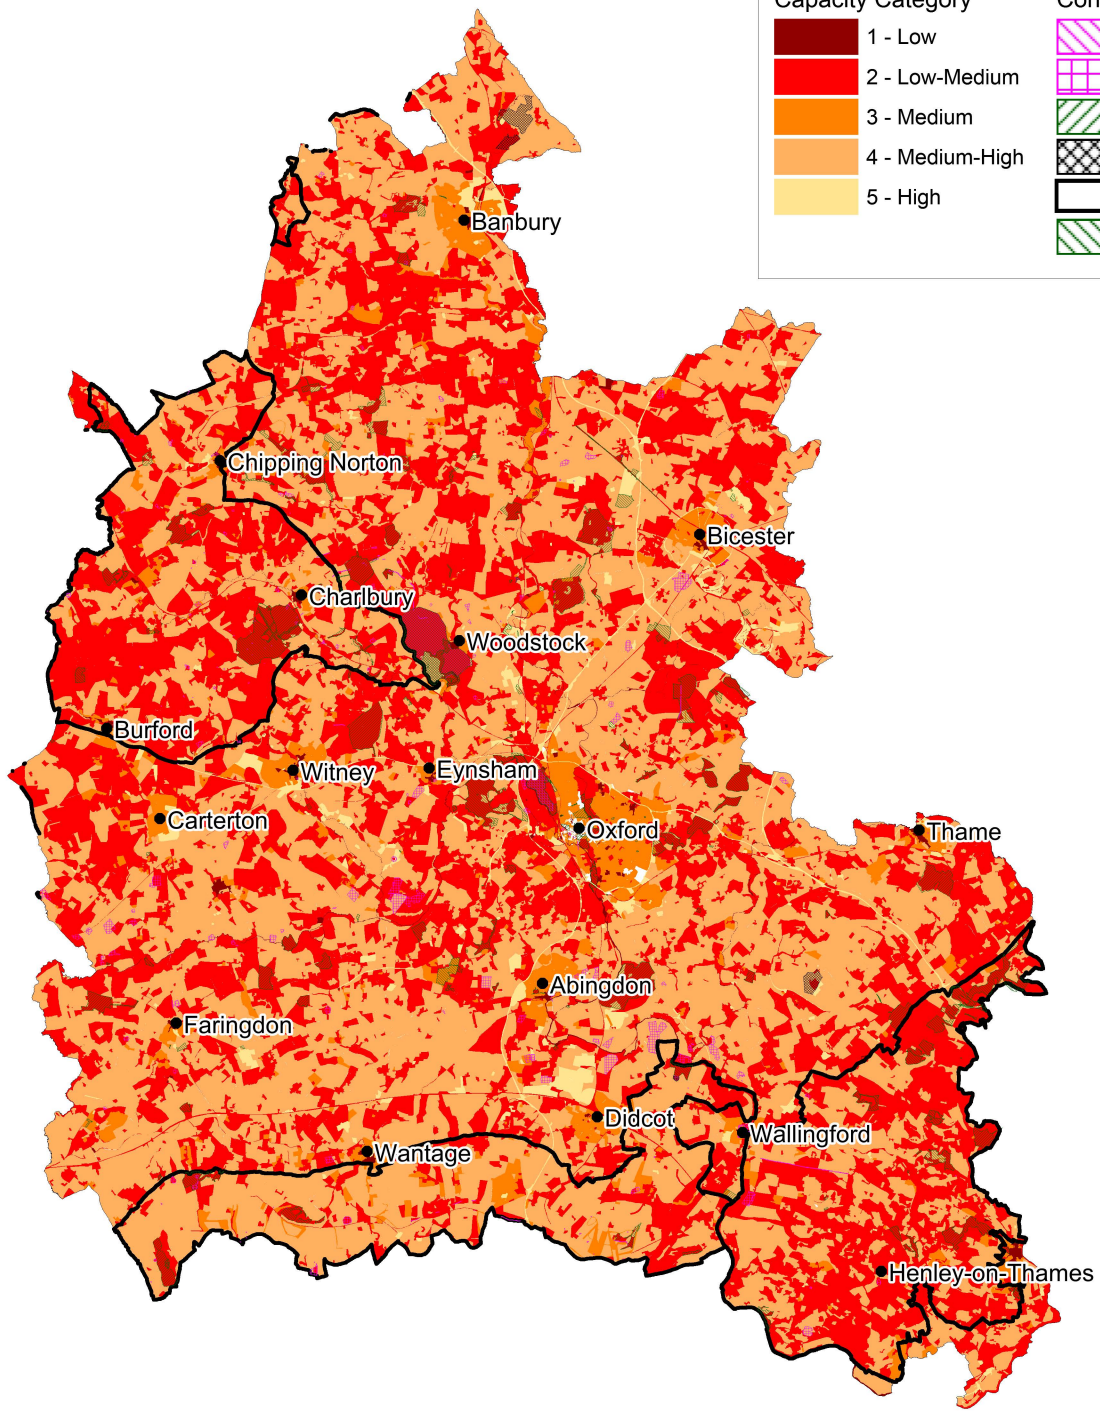 Capacity Category
1 - Low
2 - Low-Medium
3 - Medium
4 - Medium-High
5 - High
Banbury
Chipping Norton
Bicester
Charlbury
Woodstock
Burford
Witney
Eynsham
Carterton
Oxford
Thame
Abingdon
Faringdon
Didcot
Wallingford
Wantage
Henley-on-Thames